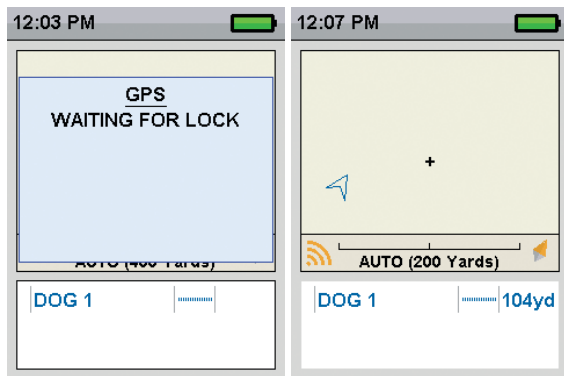 12:03 PM
GPS
WAITING FOR LOCK
AUTO (400 Yards)
DOG 1
12:07 PM
AUTO (200 Yards)
DOG 1 104yd